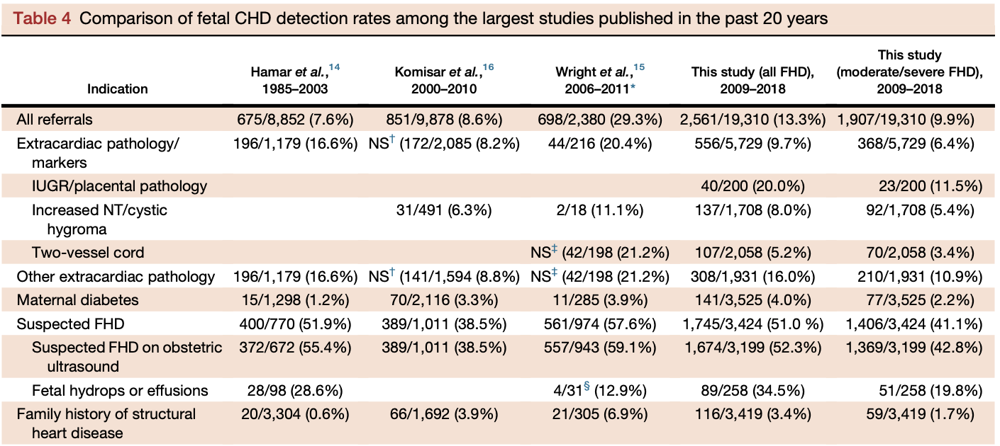 Table 4 Comparison of fetal CHD detection rates among the largest studies published in the past 20 years
Indication Hamar et al.,14 1985–2003 Komisar et al.,16 2000–2010 Wright et al.,15 2006–2011* This study (all FHD), 2009–2018 This study (moderate/severe FHD), 2009–2018
All referrals 675/8,852 (7.6%) 851/9,878 (8.6%) 698/2,380 (29.3%) 2,561/19,310 (13.3%) 1,907/19,310 (9.9%)
Extracardiac pathology/ 196/1,179 (16.6%) NS† (172/2,085 (8.2%) 44/216 (20.4%) 556/5,729 (9.7%) 368/5,729 (6.4%)
markers
IUGR/placental pathology 40/200 (20.0%) 23/200 (11.5%)
Increased NT/cystic 31/491 (6.3%) 2/18 (11.1%) 137/1,708 (8.0%) 92/1,708 (5.4%)
hygroma
Two-vessel cord NS‡ (42/198 (21.2%) 107/2,058 (5.2%) 70/2,058 (3.4%)
Other extracardiac pathology 196/1,179 (16.6%) NS† (141/1,594 (8.8%) NS‡ (42/198 (21.2%) 308/1,931 (16.0%) 210/1,931 (10.9%)
Maternal diabetes 15/1,298 (1.2%) 70/2,116 (3.3%) 11/285 (3.9%) 141/3,525 (4.0%) 77/3,525 (2.2%)
Suspected FHD 400/770 (51.9%) 389/1,011 (38.5%) 561/974 (57.6%) 1,745/3,424 (51.0 %) 1,406/3,424 (41.1%)
Suspected FHD on obstetric 372/672 (55.4%) 389/1,011 (38.5%) 557/943 (59.1%) 1,674/3,199 (52.3%) 1,369/3,199 (42.8%)
ultrasound
Fetal hydrops or effusions 28/98 (28.6%) 4/31§ (12.9%) 89/258 (34.5%) 51/258 (19.8%)
Family history of structural 20/3,304 (0.6%) 66/1,692 (3.9%) 21/305 (6.9%) 116/3,419 (3.4%) 59/3,419 (1.7%)
heart disease